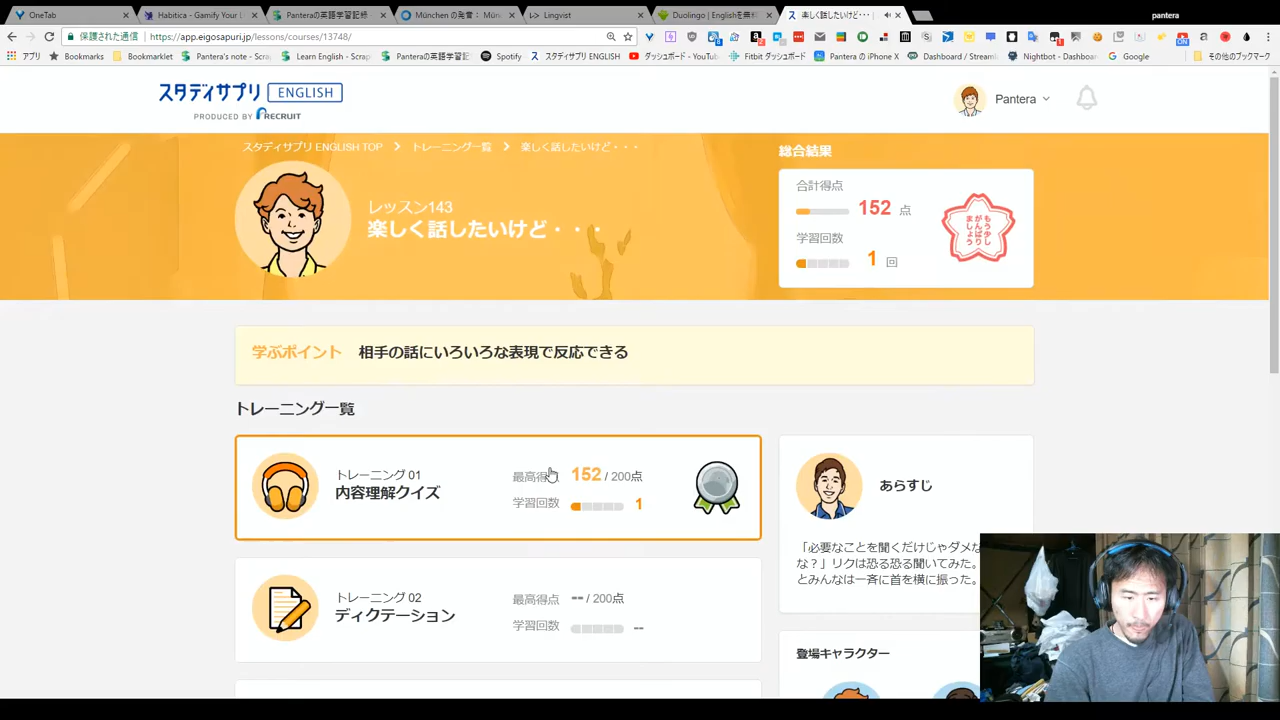 OneTab
Habitica - Gamify Your L
Panteraの英語学習記録 -
München の発音：Mün
Lingvist
Duolingo | Englishを無料
楽しく話したいけど・・・
pantera
保護された通信
https://app.eigosapuri.jp/lessons/courses/13748/
アプリ
Bookmarks
Bookmarklet
Pantera's note - Scrap
Learn English - Scrap
Panteraの英語学習記
Spotify
スタディサプリ ENGLISH
ダッシュボード - YouTu
Fitbit ダッシュボード
Pantera の iPhone X
Dashboard / Streaml
Nightbot - Dashboa
Google
その他のブックマーク
スタディサプリ ENGLISH
PRODUCED BY RECRUIT
Pantera
スタディサプリ ENGLISH TOP > トレーニング一覧 > 楽しく話したいけど・・・
レッスン143
楽しく話したいけど・・・
総合結果
合計得点
152 点
学習回数
1 回
もう少し
がんばり
ましょう
学ぶポイント 相手の話にいろいろな表現で反応できる
トレーニング一覧
トレーニング 01
内容理解クイズ
最高得 152 / 200点
学習回数 1
トレーニング 02
ディクテーション
最高得点 -- / 200点
学習回数 --
あらすじ
「必要なことを聞くだけじゃダメな
な？」リクは恐る恐る聞いてみた。
とみんなは一斉に首を横に振った。
登場キャラクター